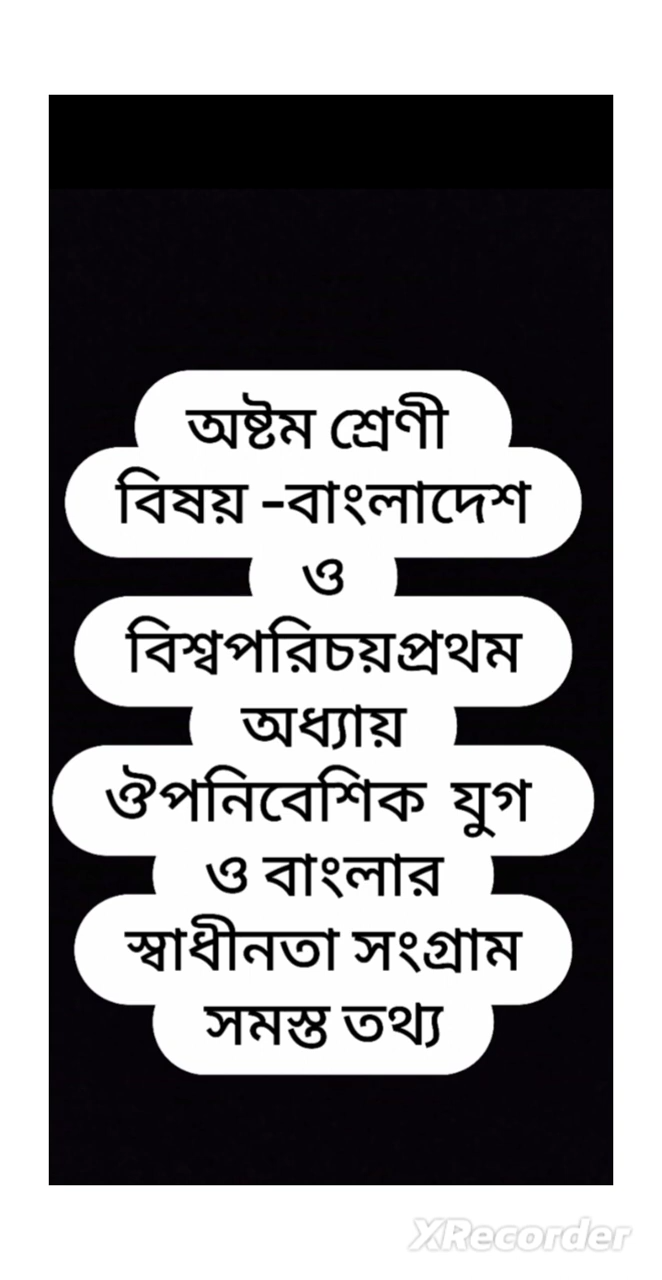 অষ্টম শ্রেণী
বিষয় -বাংলাদেশ
ও
বিশ্বপরিচয়প্রথম
অধ্যায়
ঔপনিবেশিক যুগ
ও বাংলার
স্বাধীনতা সংগ্রাম
সমস্ত তথ্য
XRecorder